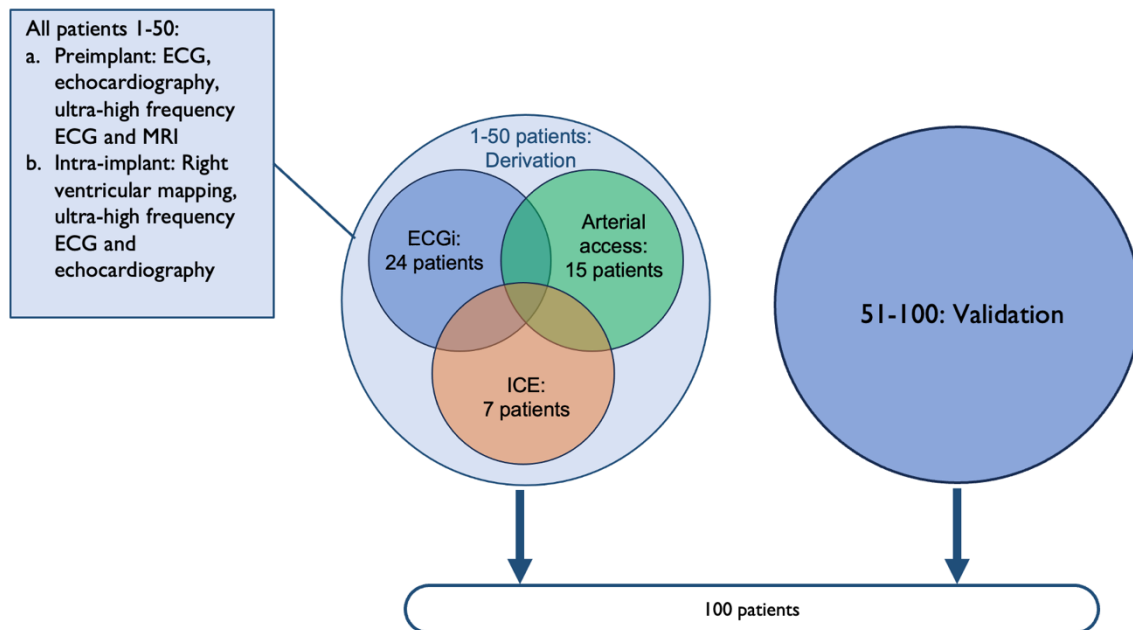 All patients 1-50:
a. Preimplant: ECG,
echocardiography,
ultra-high frequency
ECG and MRI
b. Intra-implant: Right
ventricular mapping,
ultra-high frequency
ECG and
echocardiography
1-50 patients:
Derivation
ECGi:
24 patients
Arterial
access:
15 patients
ICE:
7 patients
51-100: Validation
100 patients